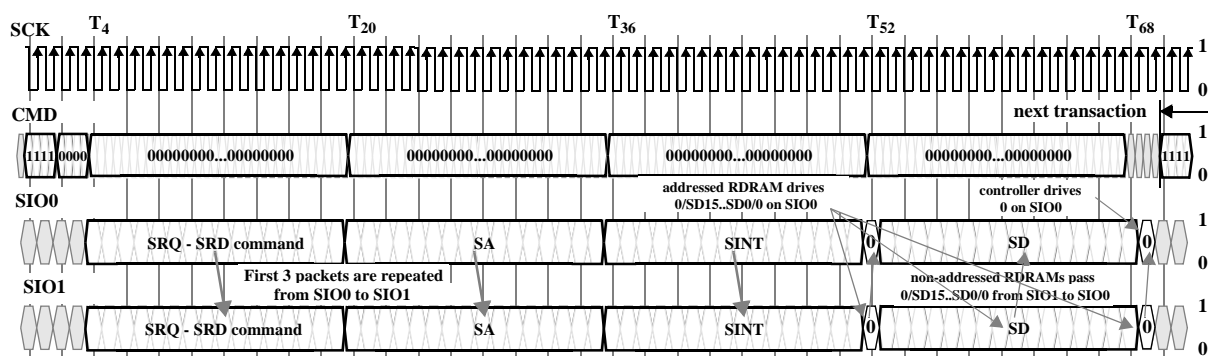 T4 T20 T36 T52 T68
SCK
1
0
next transaction
CMD
1
1111 0000 00000000...00000000 00000000...00000000 00000000...00000000 00000000...00000000 1111
0
addressed RDRAM drives
0/SD15..SD0/0 on SIO0
controller drives
0 on SIO0
SIO0
1
SRQ - SRD command SA SINT 0 SD 0
0
First 3 packets are repeated
from SIO0 to SIO1
non-addressed RDRAMs pass
0/SD15..SD0/0 from SIO1 to SIO0
SIO1
1
SRQ - SRD command SA SINT 0 SD 0
0